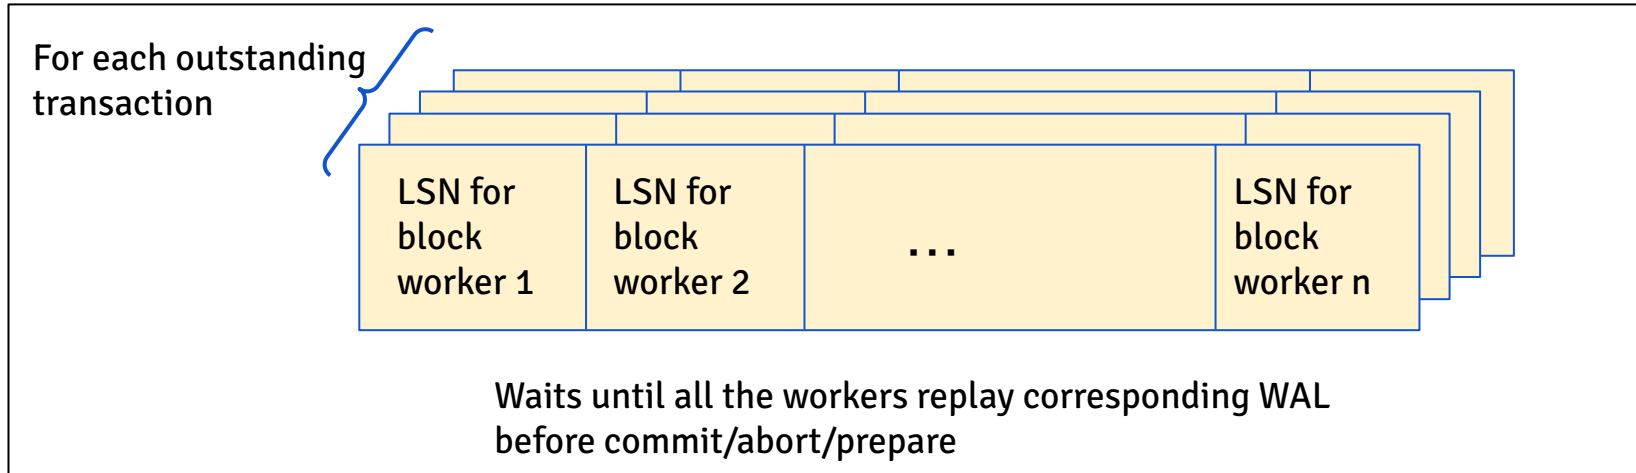 For each outstanding
transaction
LSN for
block
worker 1
LSN for
block
worker 2
...
LSN for
block
worker n
Waits until all the workers replay corresponding WAL
before commit/abort/prepare